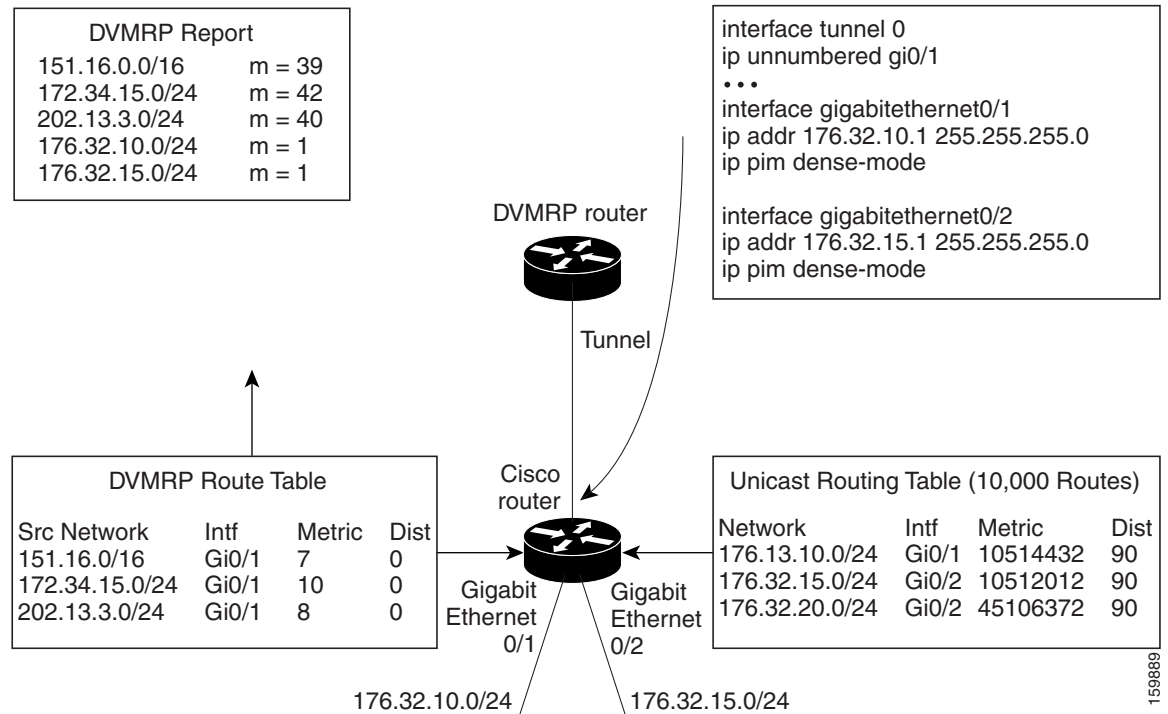 DVMRP Report
151.16.0.0/16 m = 39
172.34.15.0/24 m = 42
202.13.3.0/24 m = 40
176.32.10.0/24 m = 1
176.32.15.0/24 m = 1
interface tunnel 0
ip unnumbered gi0/1
• • •
interface gigabitethernet0/1
ip addr 176.32.10.1 255.255.255.0
ip pim dense-mode
interface gigabitethernet0/2
ip addr 176.32.15.1 255.255.255.0
ip pim dense-mode
DVMRP router
Tunnel
DVMRP Route Table
Src Network Intf Metric Dist
151.16.0/16 Gi0/1 7 0
172.34.15.0/24 Gi0/1 10 0
202.13.3.0/24 Gi0/1 8 0
Cisco
router
Gigabit
Ethernet
0/1
Gigabit
Ethernet
0/2
Unicast Routing Table (10,000 Routes)
Network Intf Metric Dist
176.13.10.0/24 Gi0/1 10514432 90
176.32.15.0/24 Gi0/2 10512012 90
176.32.20.0/24 Gi0/2 45106372 90
176.32.10.0/24
176.32.15.0/24
159889